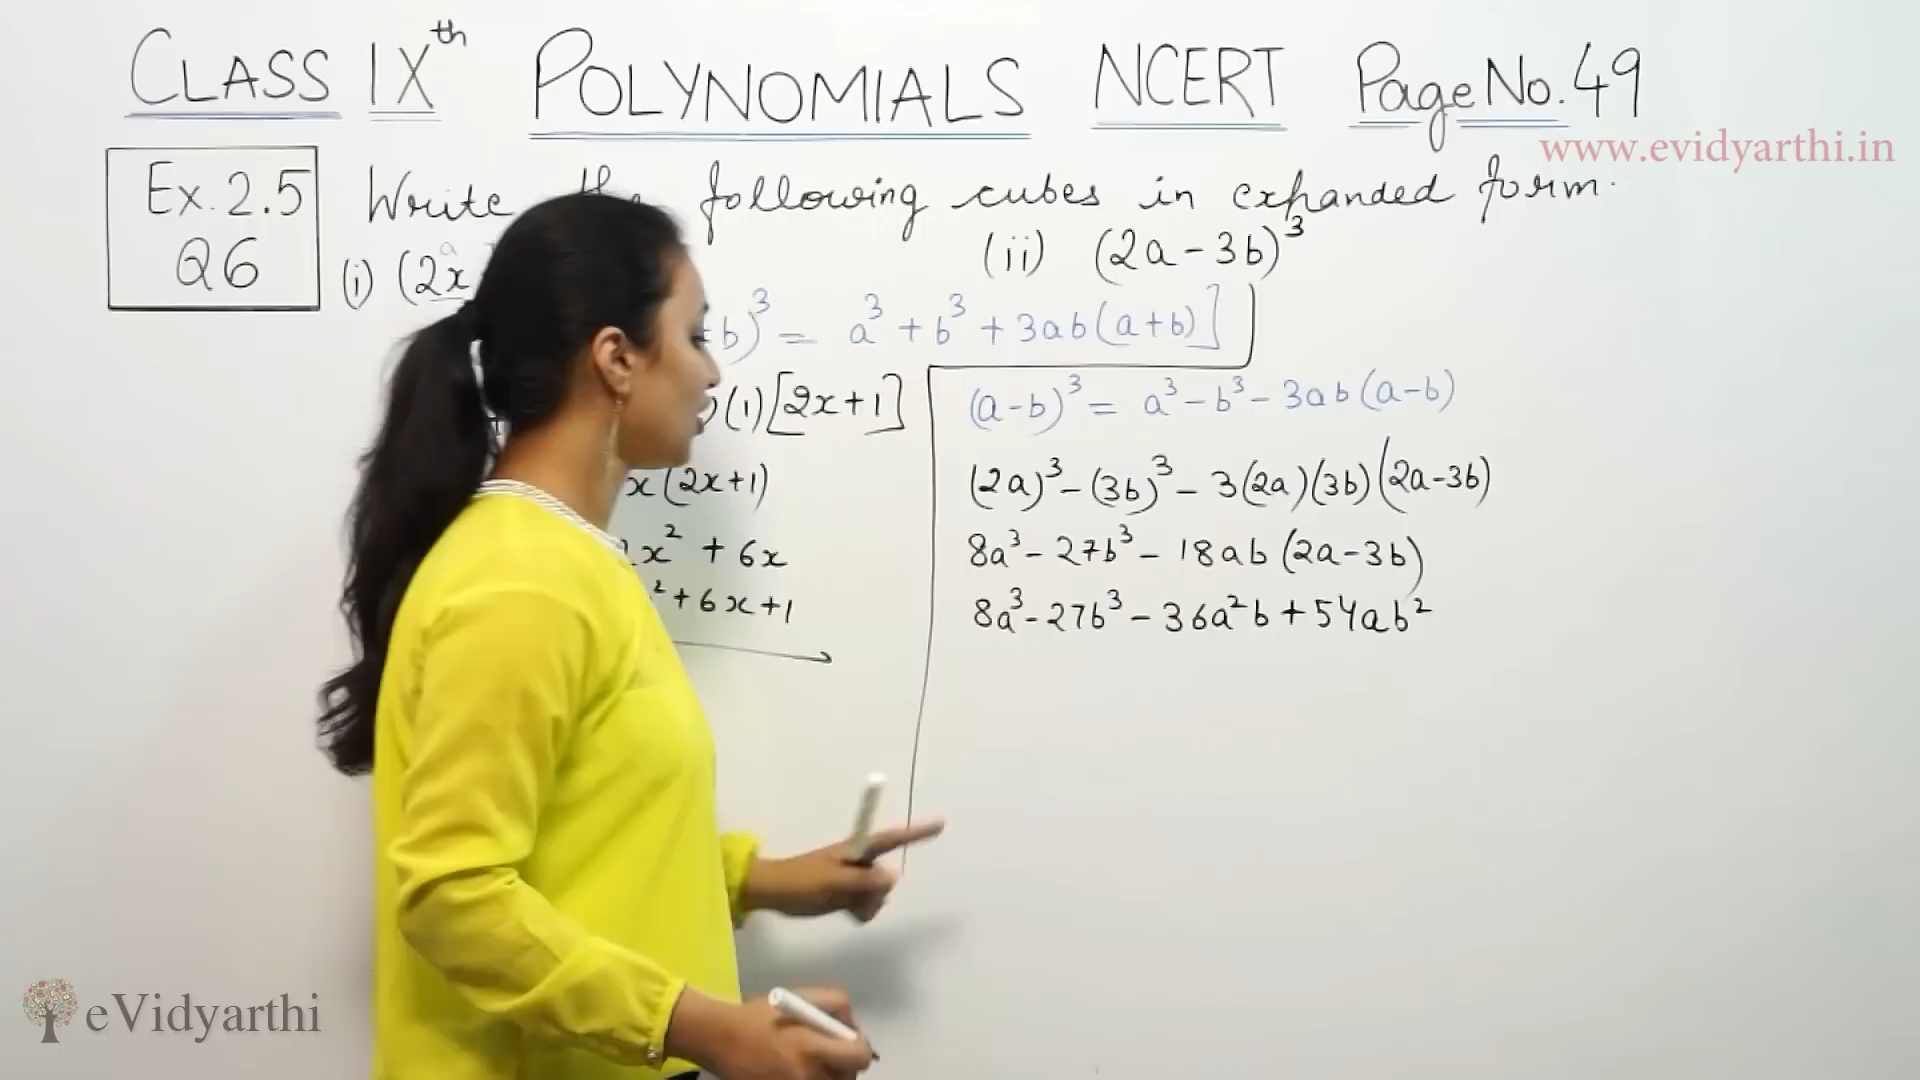 CLASS IXth POLYNOMIALS NCERT Page No. 49
www.evidyarthi.in
Ex. 2.5
Q6
Write the following cubes in expanded form.
(i) (2x
a
(ii) (2a-3b)³
+b)³ = a³+b³+3ab(a+b)]
(1)[2x+1]
x(2x+1)
x² + 6x
²+6x+1
(a-b)³ = a³-b³-3ab(a-b)
(2a)³-(3b)³-3(2a)(3b)(2a-3b)
8a³-27b³-18ab(2a-3b)
8a³-27b³-36a²b+54ab²
eVidyarthi